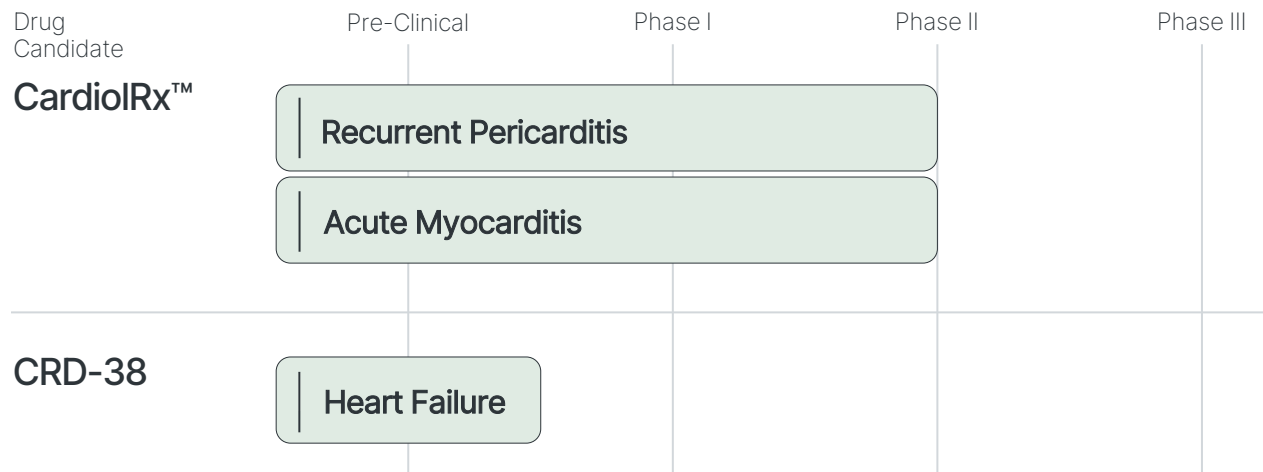 Drug
Candidate
Pre-Clinical
Phase I
Phase II
Phase III
CardiolRx™
Recurrent Pericarditis
Acute Myocarditis
CRD-38
Heart Failure